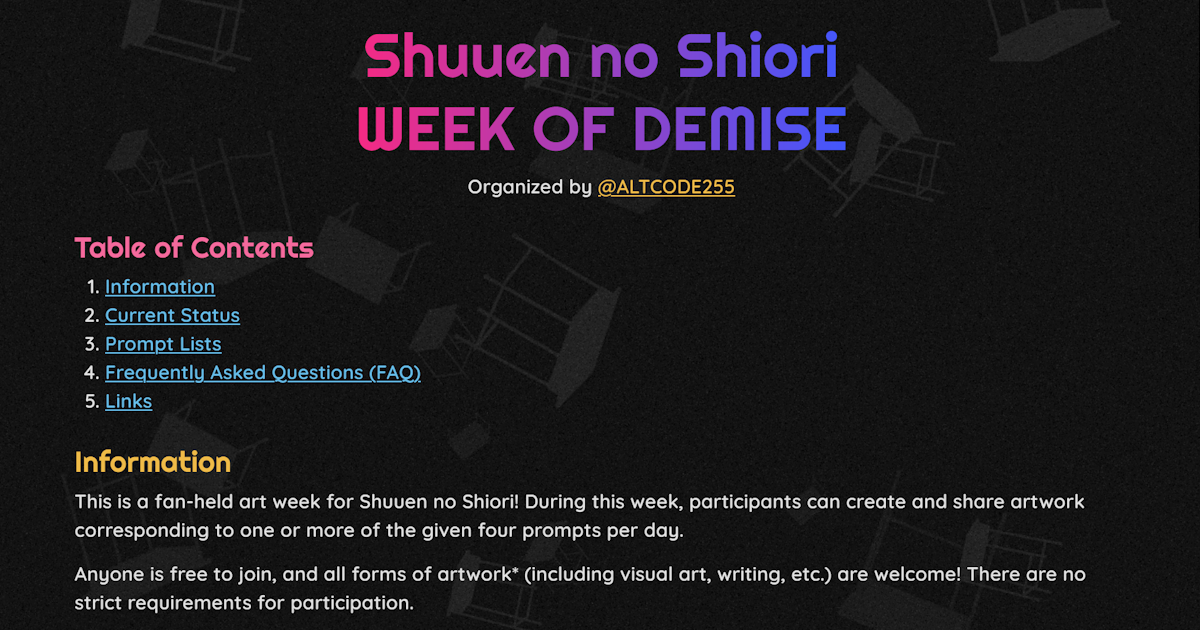 Shuuen no Shiori
WEEK OF DEMISE
Organized by @ALTCODE255
Table of Contents
1. Information
2. Current Status
3. Prompt Lists
4. Frequently Asked Questions (FAQ)
5. Links
Information
This is a fan-held art week for Shuuen no Shiori! During this week, participants can create and share artwork
corresponding to one or more of the given four prompts per day.
Anyone is free to join, and all forms of artwork* (including visual art, writing, etc.) are welcome! There are no
strict requirements for participation.